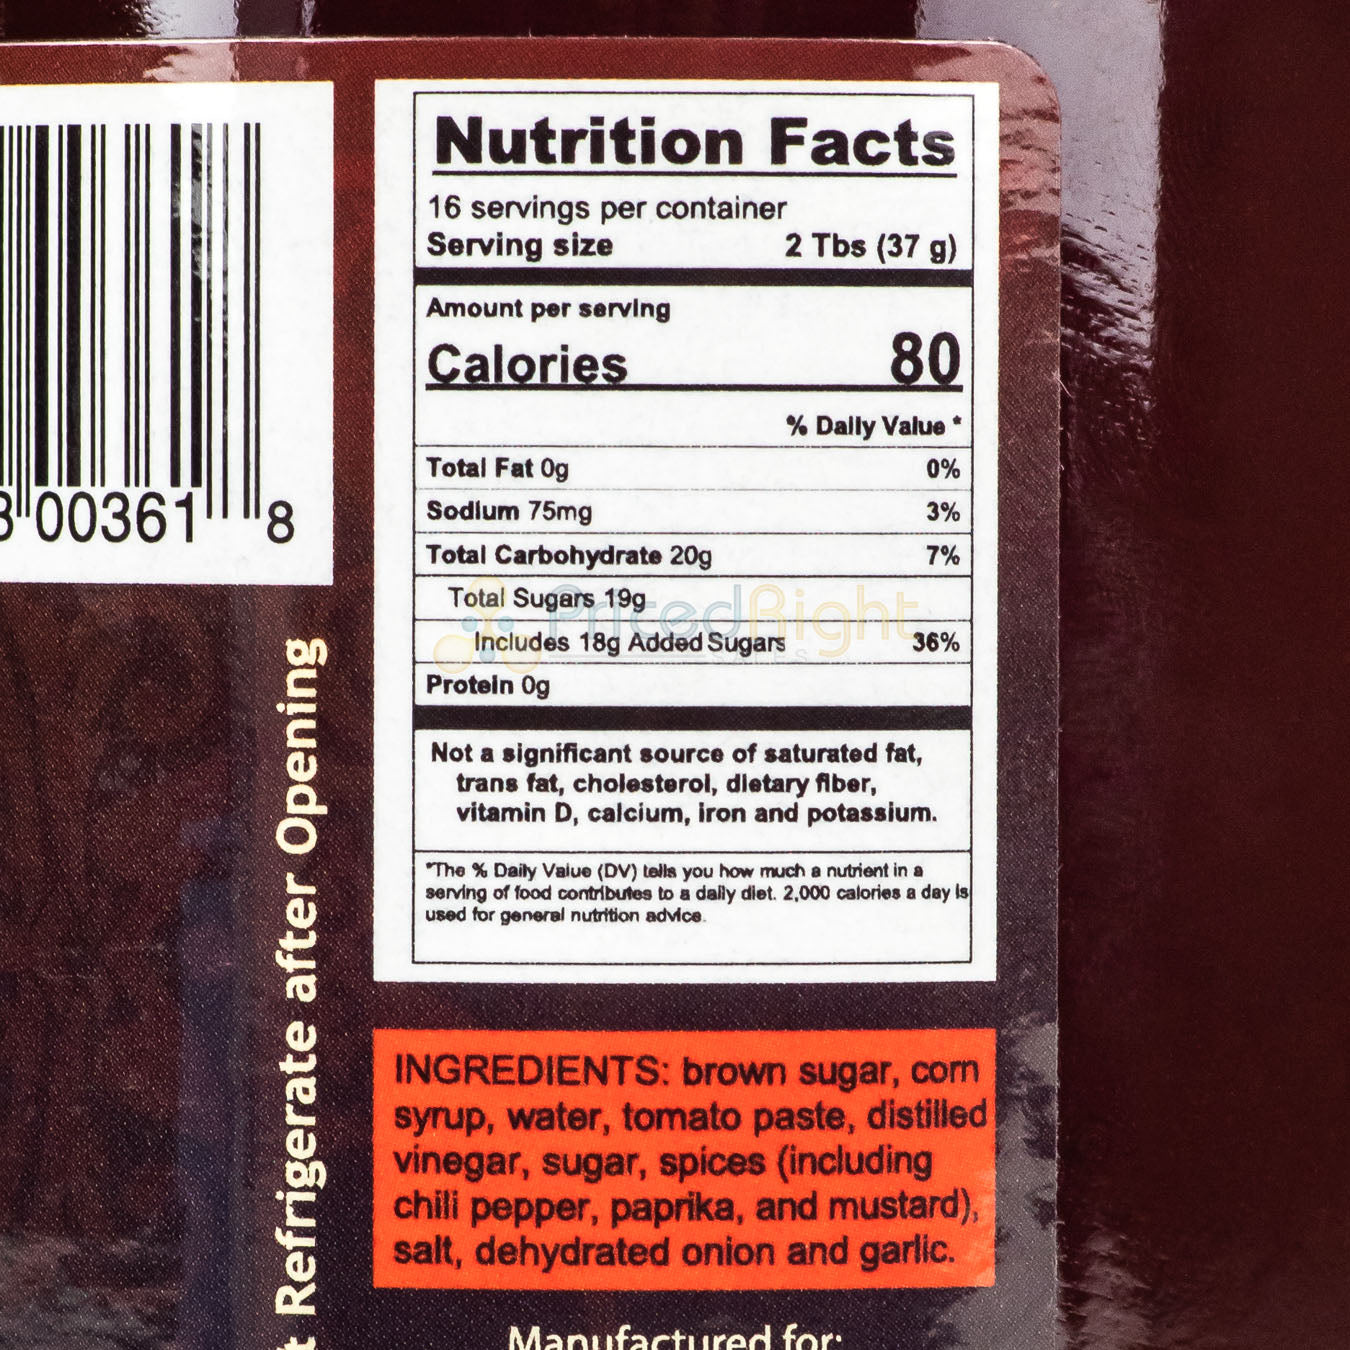 Nutrition Facts
16 servings per container
Serving size 2 Tbs (37 g)
Amount per serving
Calories 80
% Daily Value *
Total Fat 0g 0%
Sodium 75mg 3%
Total Carbohydrate 20g 7%
Total Sugars 19g
Includes 18g Added Sugars 36%
Protein 0g
Not a significant source of saturated fat,
trans fat, cholesterol, dietary fiber,
vitamin D, calcium, iron and potassium.
*The % Daily Value (DV) tells you how much a nutrient in a
serving of food contributes to a daily diet. 2,000 calories a day is
used for general nutrition advice.
INGREDIENTS: brown sugar, corn
syrup, water, tomato paste, distilled
vinegar, sugar, spices (including
chili pepper, paprika, and mustard),
salt, dehydrated onion and garlic.
Manufactured for:
00361 8
Refrigerate after Opening
PricedRight
SALES